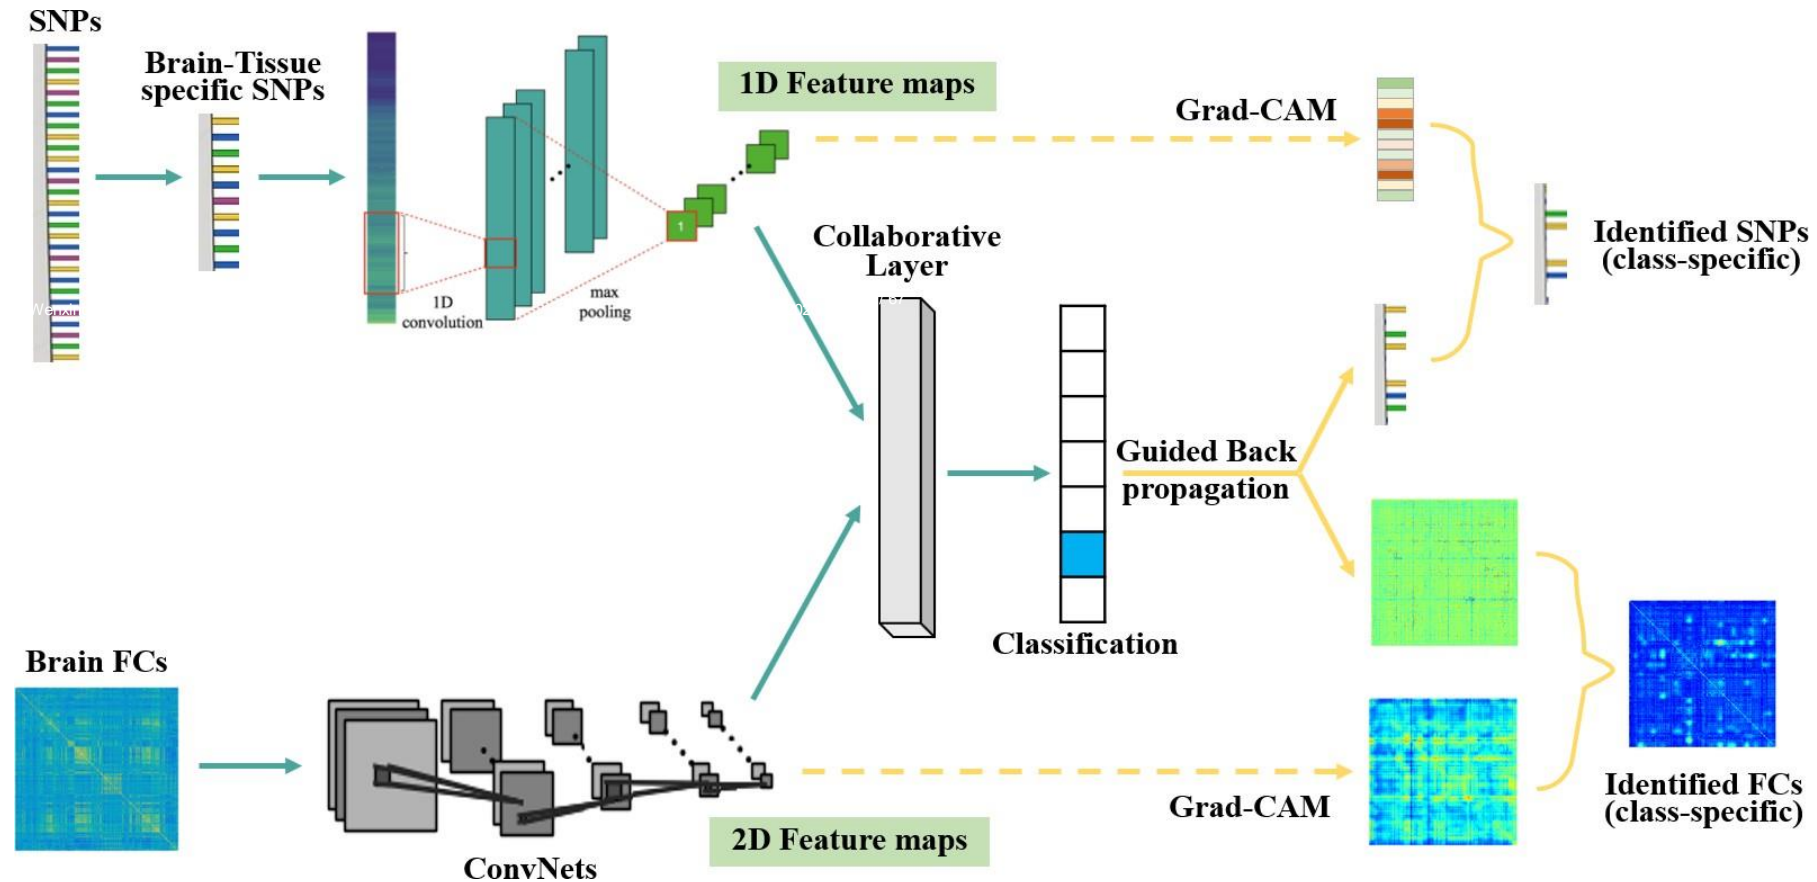 SNPs
Brain-Tissue
specific SNPs
1D Feature maps
Grad-CAM
1
1D
convolution
max
pooling
Collaborative
Layer
Identified SNPs
(class-specific)
Guided Back
propagation
Classification
Brain FCs
ConvNets
2D Feature maps
Grad-CAM
Identified FCs
(class-specific)